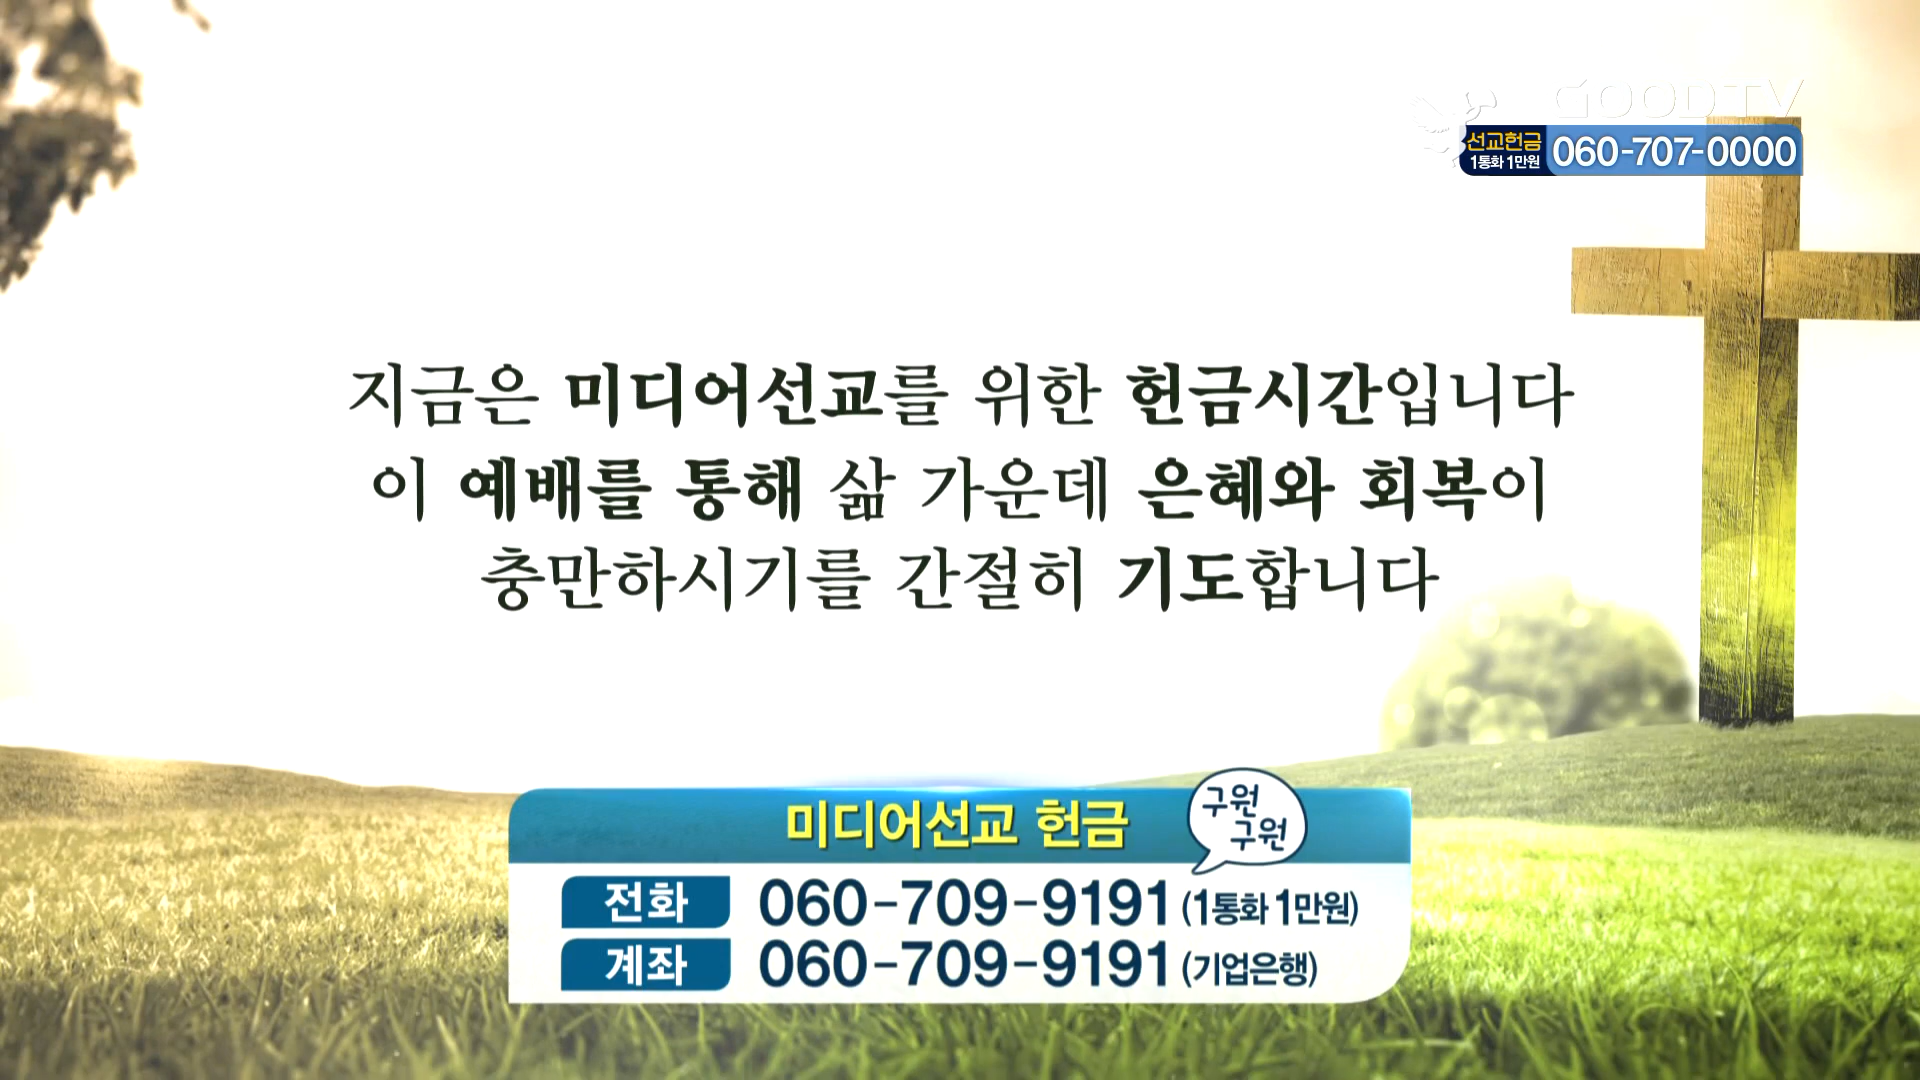 GOODTV
선교헌금
1통화 1만원
060-707-0000
지금은 미디어선교를 위한 헌금시간입니다
이 예배를 통해 삶 가운데 은혜와 회복이
충만하시기를 간절히 기도합니다
미디어선교 헌금
구원
구원
전화 060-709-9191 (1통화 1만원)
계좌 060-709-9191 (기업은행)